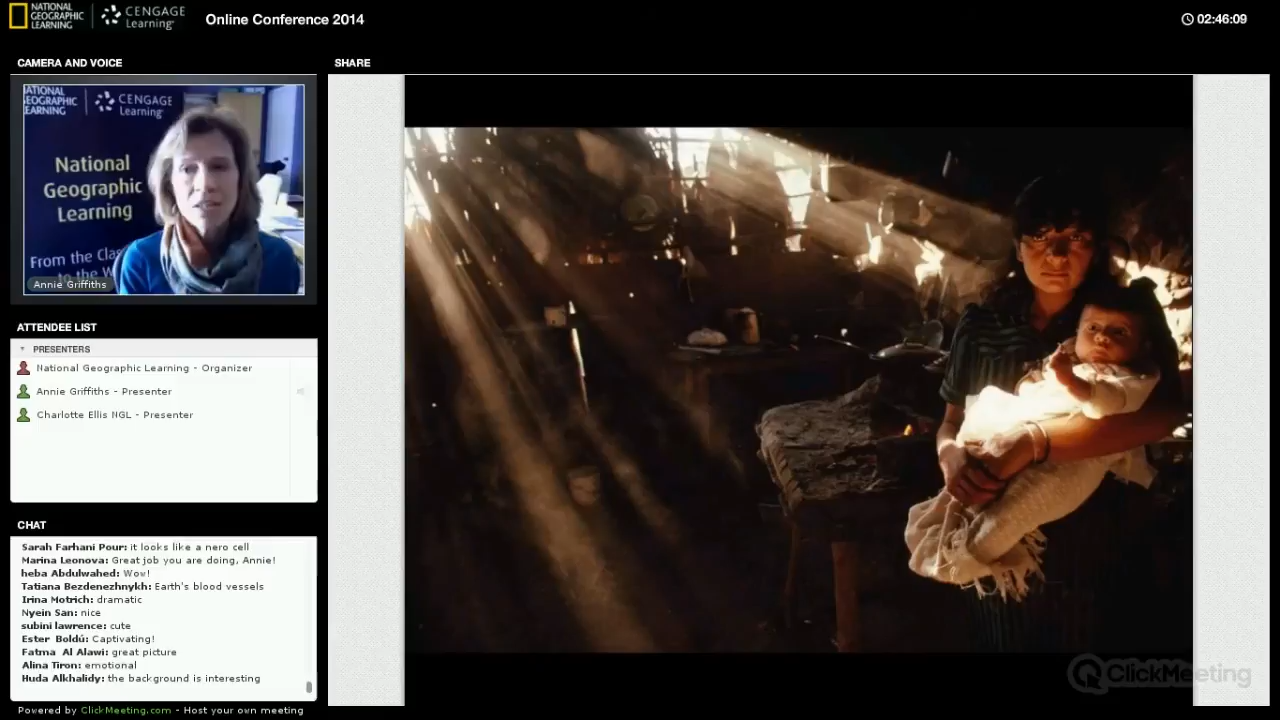 NATIONAL
GEOGRAPHIC
LEARNING
CENGAGE
Learning
Online Conference 2014
02:46:09
CAMERA AND VOICE
SHARE
CENGAGE
Learning
National
Geographic
Learning
From the Clas
to the W
Annie Griffiths
ATTENDEE LIST
PRESENTERS
National Geographic Learning - Organizer
Annie Griffiths - Presenter
Charlotte Ellis NGL - Presenter
CHAT
Sarah Farhani Pour: it looks like a nero cell
Marina Leonova: Great job you are doing, Annie!
heba Abdulwahed: Wow!
Tatiana Bezdenezhnykh: Earth's blood vessels
Irina Motrich: dramatic
Nyein San: nice
subini lawrence: cute
Ester Boldú: Captivating!
Fatma Al Alawi: great picture
Alina Tiron: emotional
Huda Alkhalidy: the background is interesting
Powered by ClickMeeting.com - Host your own meeting
ClickMeeting